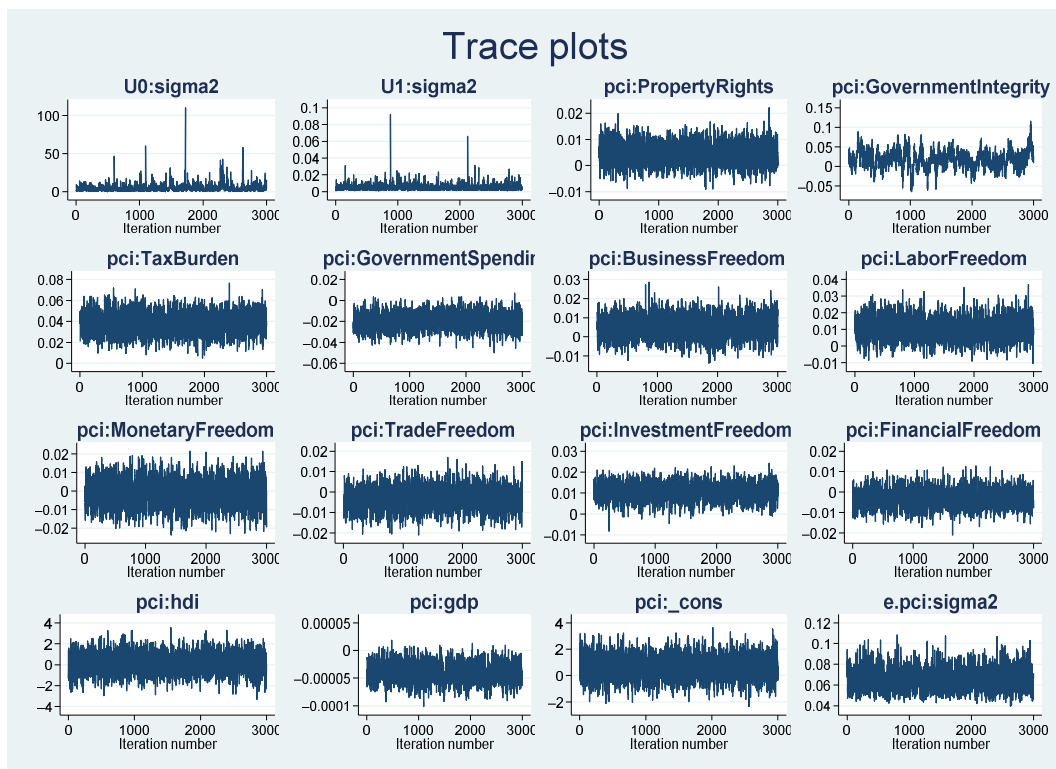 Trace plots
U0:sigma2
U1:sigma2
pci:PropertyRights
pci:GovernmentIntegrity
100
50
0
0 1000 2000 3000
Iteration number
0.1
0.08
0.06
0.04
0.02
0
0 1000 2000 3000
Iteration number
0.02
0.01
0
−0.01
0 1000 2000 3000
Iteration number
0.15
0.1
0.05
0
−0.05
0 1000 2000 3000
Iteration number
pci:TaxBurden
pci:GovernmentSpendin
pci:BusinessFreedom
pci:LaborFreedom
0.08
0.06
0.04
0.02
0
0 1000 2000 3000
Iteration number
0.02
0
−0.02
−0.04
−0.06
0 1000 2000 3000
Iteration number
0.03
0.02
0.01
0
−0.01
0 1000 2000 3000
Iteration number
0.04
0.03
0.02
0.01
0
−0.01
0 1000 2000 3000
Iteration number
pci:MonetaryFreedom
pci:TradeFreedom
pci:InvestmentFreedom
pci:FinancialFreedom
0.02
0.01
0
−0.01
−0.02
0 1000 2000 3000
Iteration number
0.02
0.01
0
−0.01
−0.02
0 1000 2000 3000
Iteration number
0.03
0.02
0.01
0
−0.01
0 1000 2000 3000
Iteration number
0.02
0.01
0
−0.01
−0.02
0 1000 2000 3000
Iteration number
pci:hdi
pci:gdp
pci:_cons
e.pci:sigma2
4
2
0
−2
−4
0 1000 2000 3000
Iteration number
0.00005
0
−0.00005
−0.0001
0 1000 2000 3000
Iteration number
4
2
0
−2
0 1000 2000 3000
Iteration number
0.12
0.1
0.08
0.06
0.04
0 1000 2000 3000
Iteration number